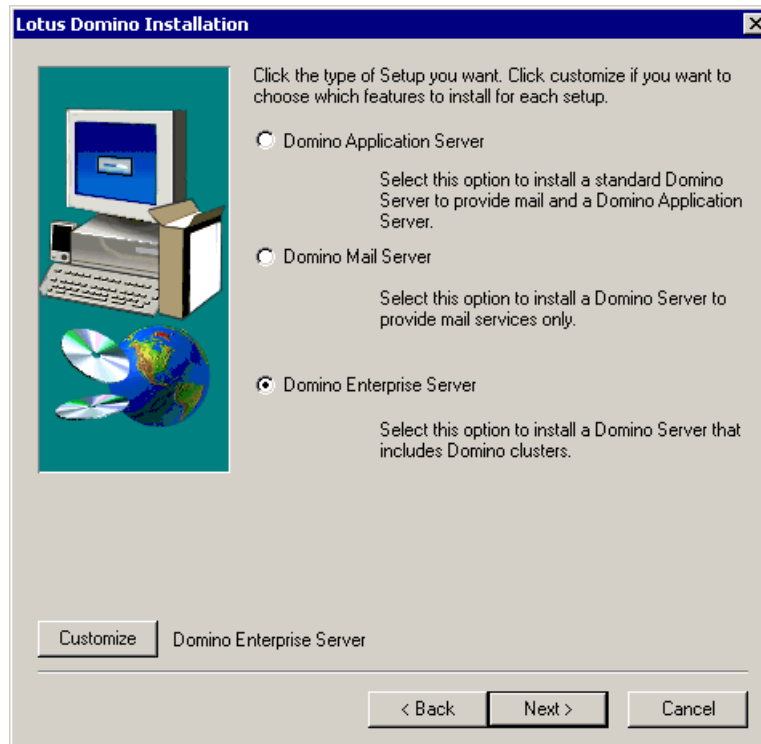 Lotus Domino Installation
Click the type of Setup you want. Click customize if you want to
choose which features to install for each setup.
Domino Application Server
Select this option to install a standard Domino
Server to provide mail and a Domino Application
Server.
Domino Mail Server
Select this option to install a Domino Server to
provide mail services only.
Domino Enterprise Server
Select this option to install a Domino Server that
includes Domino clusters.
Customize Domino Enterprise Server
< Back Next > Cancel